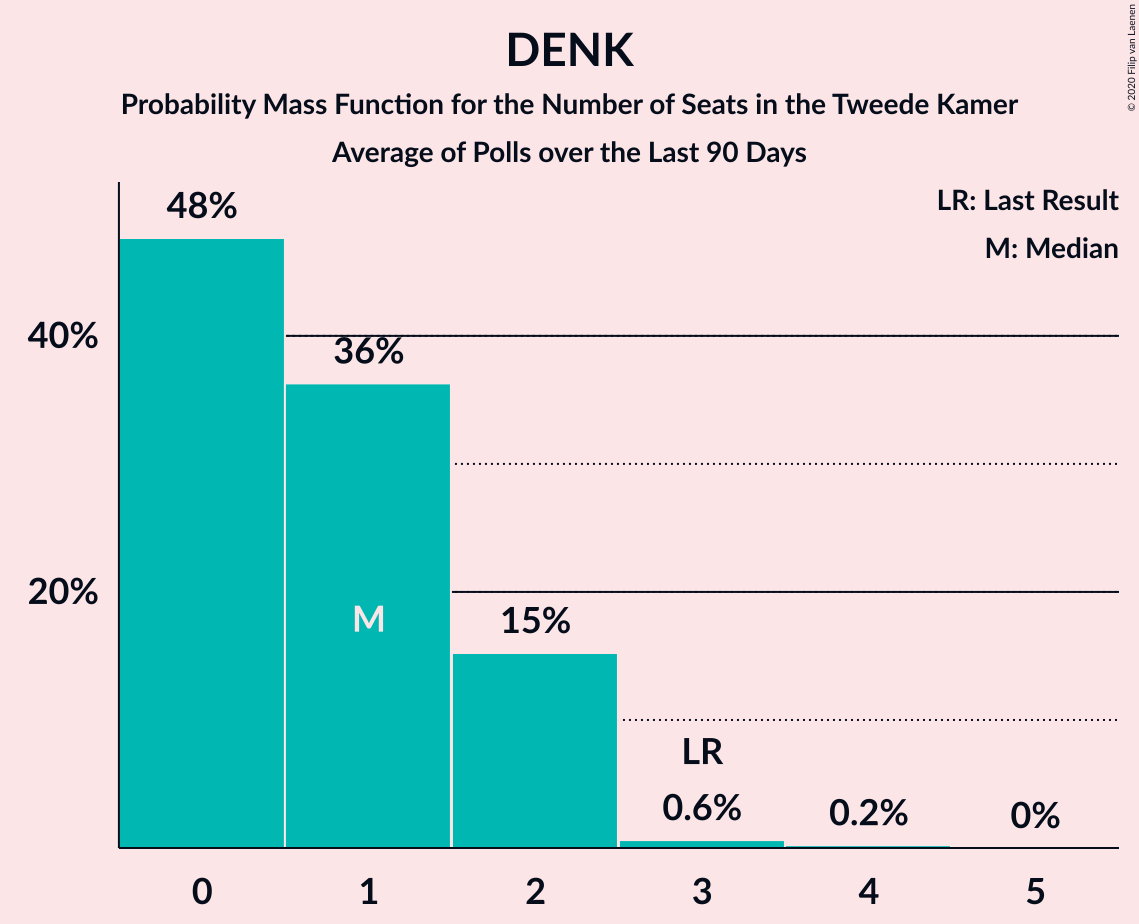 DENK
Probability Mass Function for the Number of Seats in the Tweede Kamer
Average of Polls over the Last 90 Days
© 2020 Filip van Laenen
LR: Last Result
M: Median
48%
40%
36%
20%
M
15%
LR
0.6%
0.2%
0%
0 1 2 3 4 5